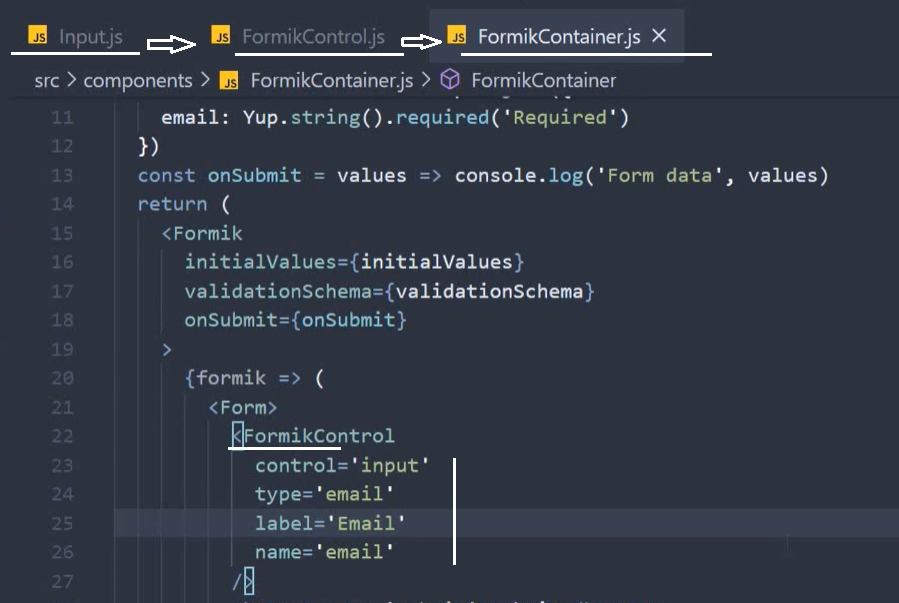 JS Input.js JS FormikControl.js JS FormikContainer.js ×
src > components > JS FormikContainer.js > FormikContainer
11 email: Yup.string().required('Required')
12 })
13 const onSubmit = values => console.log('Form data', values)
14 return (
15 <Formik
16 initialValues={initialValues}
17 validationSchema={validationSchema}
18 onSubmit={onSubmit}
19 >
20 {formik => (
21 <Form>
22 <FormikControl
23 control='input'
24 type='email'
25 label='Email'
26 name='email'
27 />